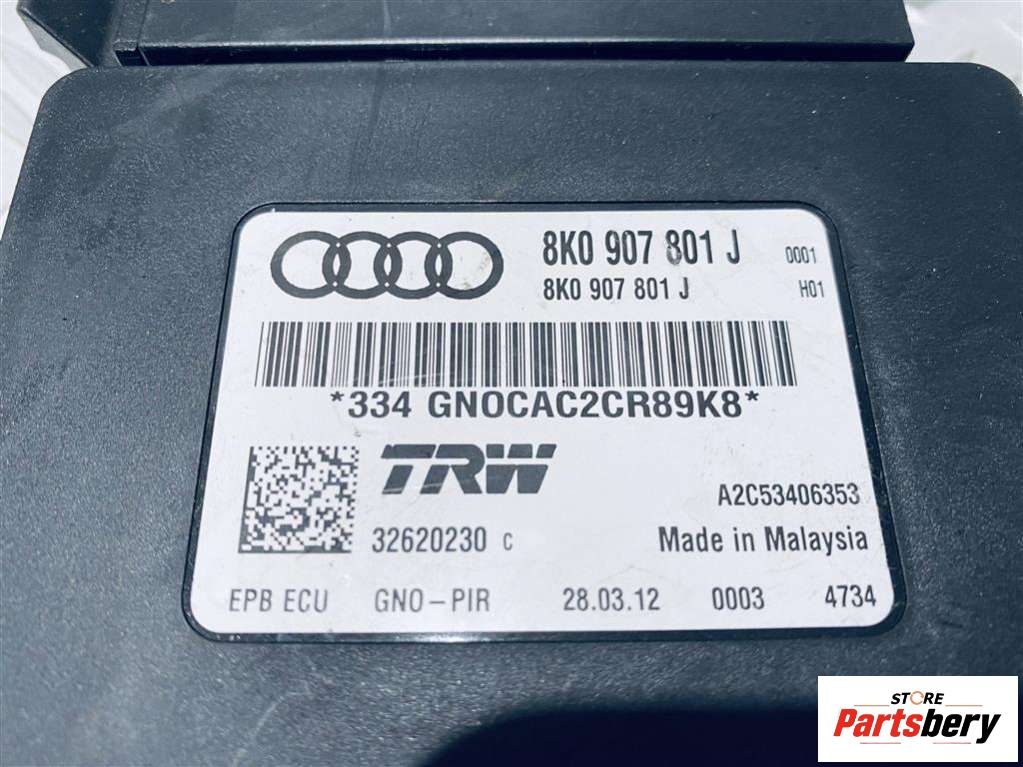 8K0 907 801 J 0001
8K0 907 801 J H01
*334 GNOCAC2CR89K8*
TRW
A2C53406353
32620230 C Made in Malaysia
EPB ECU GNO-PIR 28.03.12 0003 4734
STORE
Partsbery